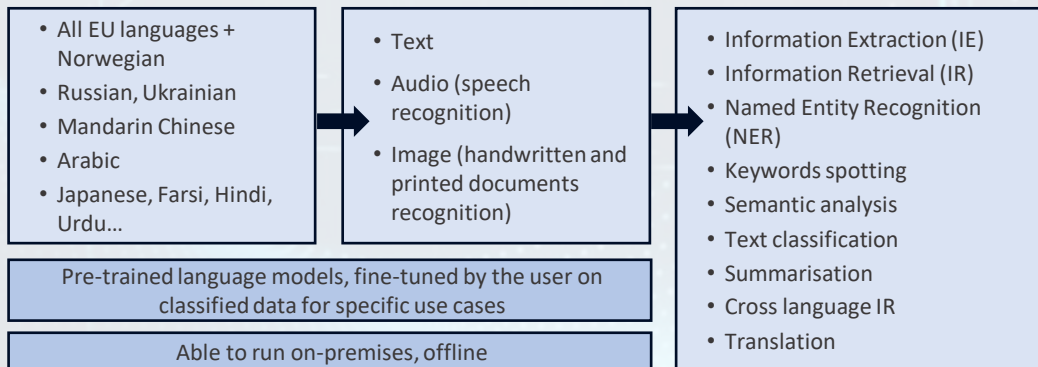 • All EU languages +
Norwegian
• Russian, Ukrainian
• Mandarin Chinese
• Arabic
• Japanese, Farsi, Hindi,
Urdu...
• Text
• Audio (speech
recognition)
• Image (handwritten and
printed documents
recognition)
• Information Extraction (IE)
• Information Retrieval (IR)
• Named Entity Recognition
(NER)
• Keywords spotting
• Semantic analysis
• Text classification
• Summarisation
• Cross language IR
• Translation
Pre-trained language models, fine-tuned by the user on
classified data for specific use cases
Able to run on-premises, offline